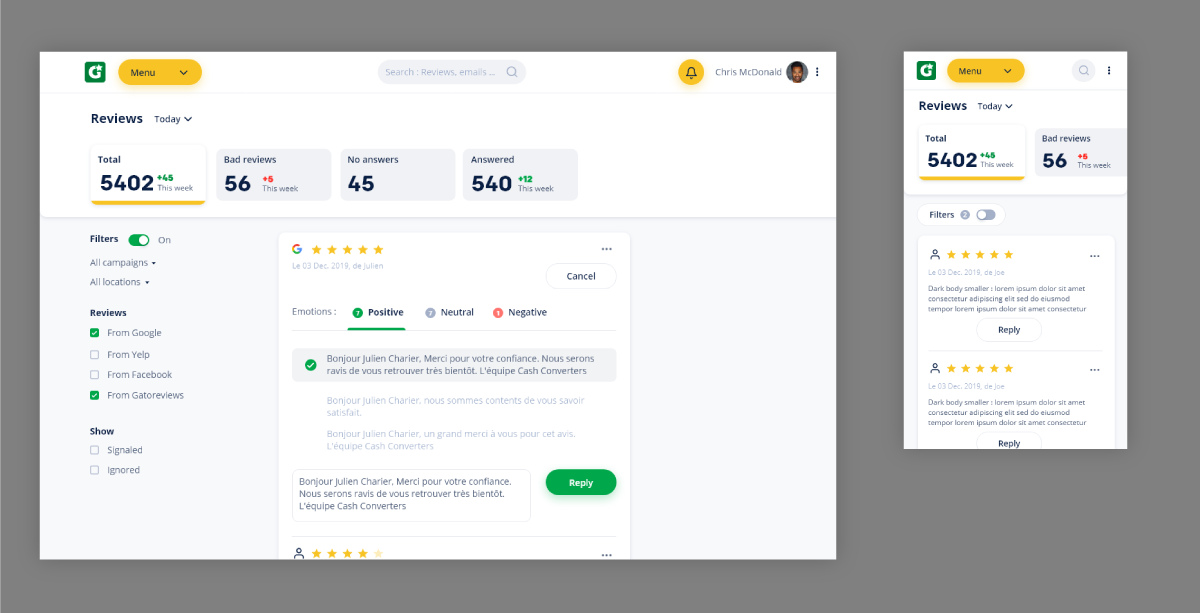 G
Menu
Search : Reviews, emails ...
Chris McDonald
Reviews Today
Total
5402 +45 This week
Bad reviews
56 +5 This week
No answers
45
Answered
540 +12 This week
Filters On
All campaigns
All locations
Reviews
From Google
From Yelp
From Facebook
From Gatoreviews
Show
Signaled
Ignored
G
Le 03 Dec. 2019, de Julien
Cancel
Emotions : 7 Positive 7 Neutral 1 Negative
Bonjour Julien Charier, Merci pour votre confiance. Nous serons
ravis de vous retrouver très bientôt. L'équipe Cash Converters
Bonjour Julien Charier, nous sommes contents de vous savoir
satisfait.
Bonjour Julien Charier, un grand merci à vous pour cet avis.
L'équipe Cash Converters
Bonjour Julien Charier, Merci pour votre confiance.
Nous serons ravis de vous retrouver très bientôt.
L'équipe Cash Converters
Reply
G
Menu
Reviews Today
Total
5402 +45 This week
Bad reviews
56 +5 This week
Filters 2
Le 03 Dec. 2019, de Joe
Dark body smaller : lorem ipsum dolor sit amet
consectetur adipiscing elit sed do eiusmod
tempor lorem ipsum dolor sit amet consectetur
Reply
Le 03 Dec. 2019, de Joe
Dark body smaller : lorem ipsum dolor sit amet
consectetur adipiscing elit sed do eiusmod
tempor lorem ipsum dolor sit amet consectetur
Reply